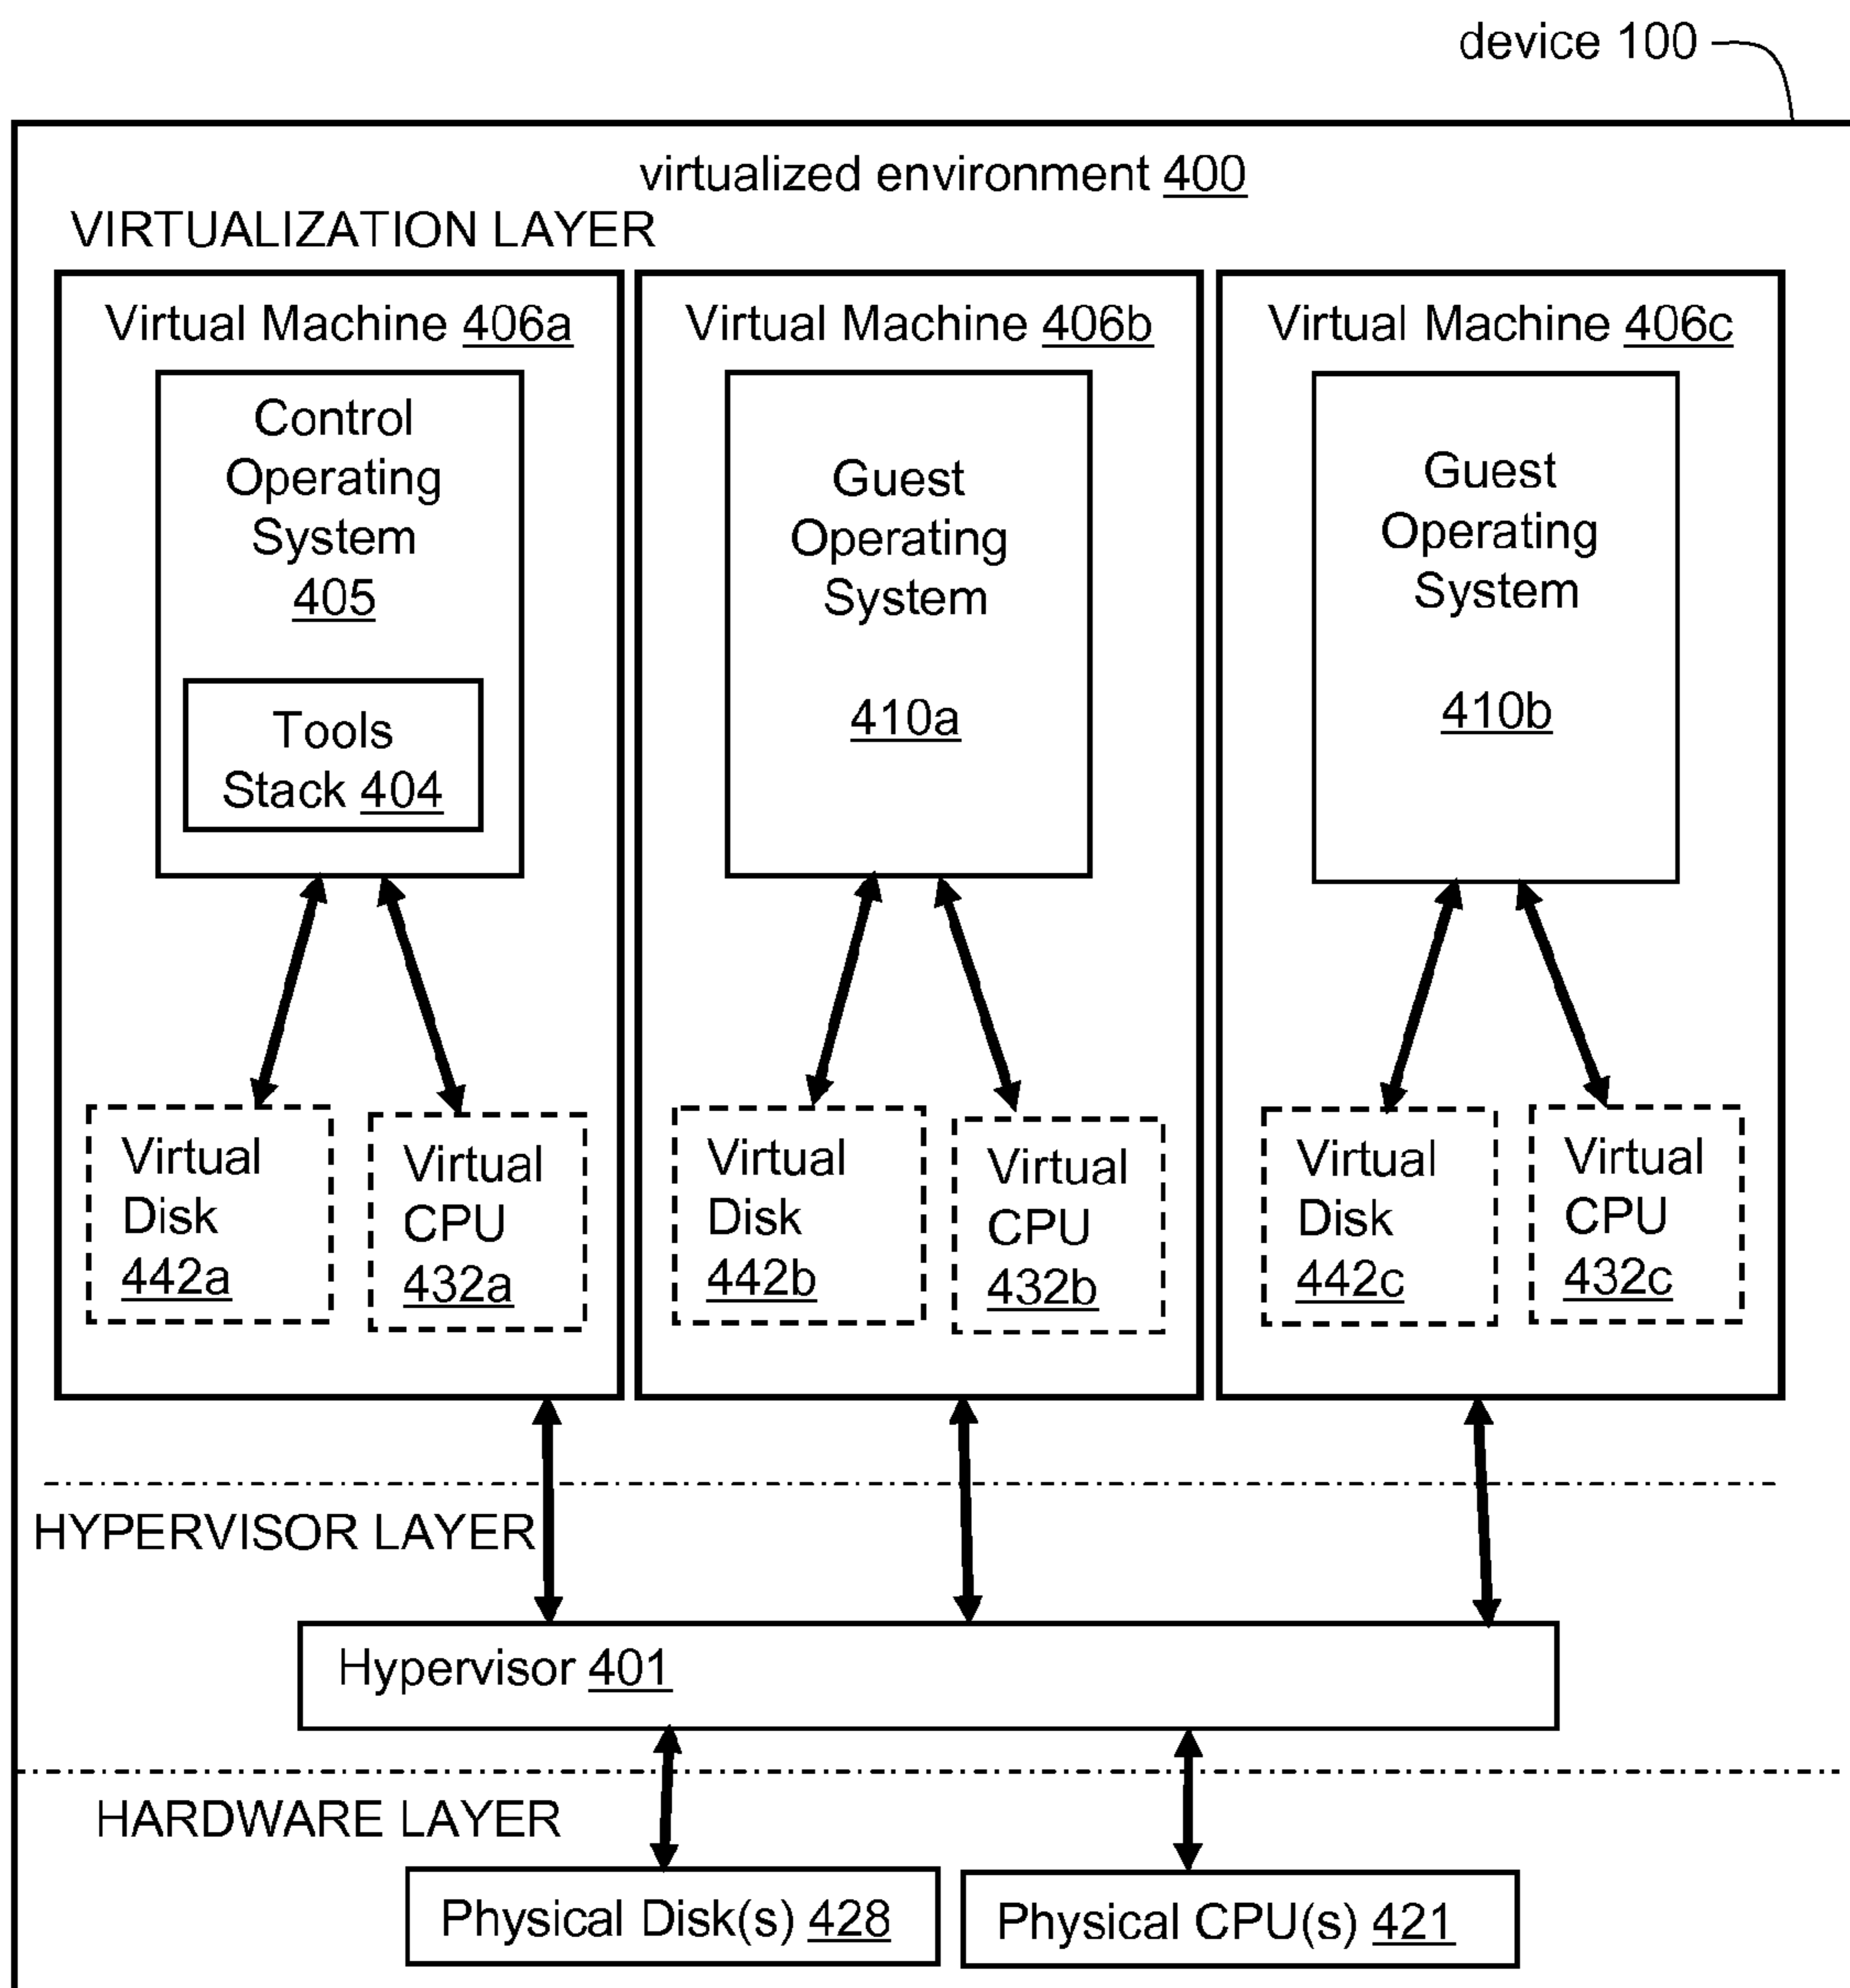 device 100
virtualized environment 400
VIRTUALIZATION LAYER
Virtual Machine 406a
Control
Operating
System
405
Tools
Stack 404
Virtual
Disk
442a
Virtual
CPU
432a
Virtual Machine 406b
Guest
Operating
System
410a
Virtual
Disk
442b
Virtual
CPU
432b
Virtual Machine 406c
Guest
Operating
System
410b
Virtual
Disk
442c
Virtual
CPU
432c
HYPERVISOR LAYER
Hypervisor 401
HARDWARE LAYER
Physical Disk(s) 428
Physical CPU(s) 421